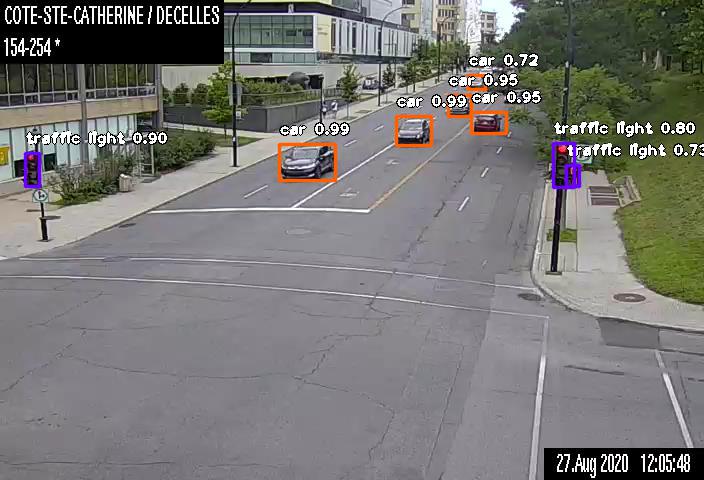 COTE-STE-CATHERINE / DECELLES
154-254 *
car 0.72
car 0.95
car 0.99
car 0.95
car 0.99
traffic light 0.90
traffic light 0.80
traffic light 0.73
27.Aug 2020 12:05:48